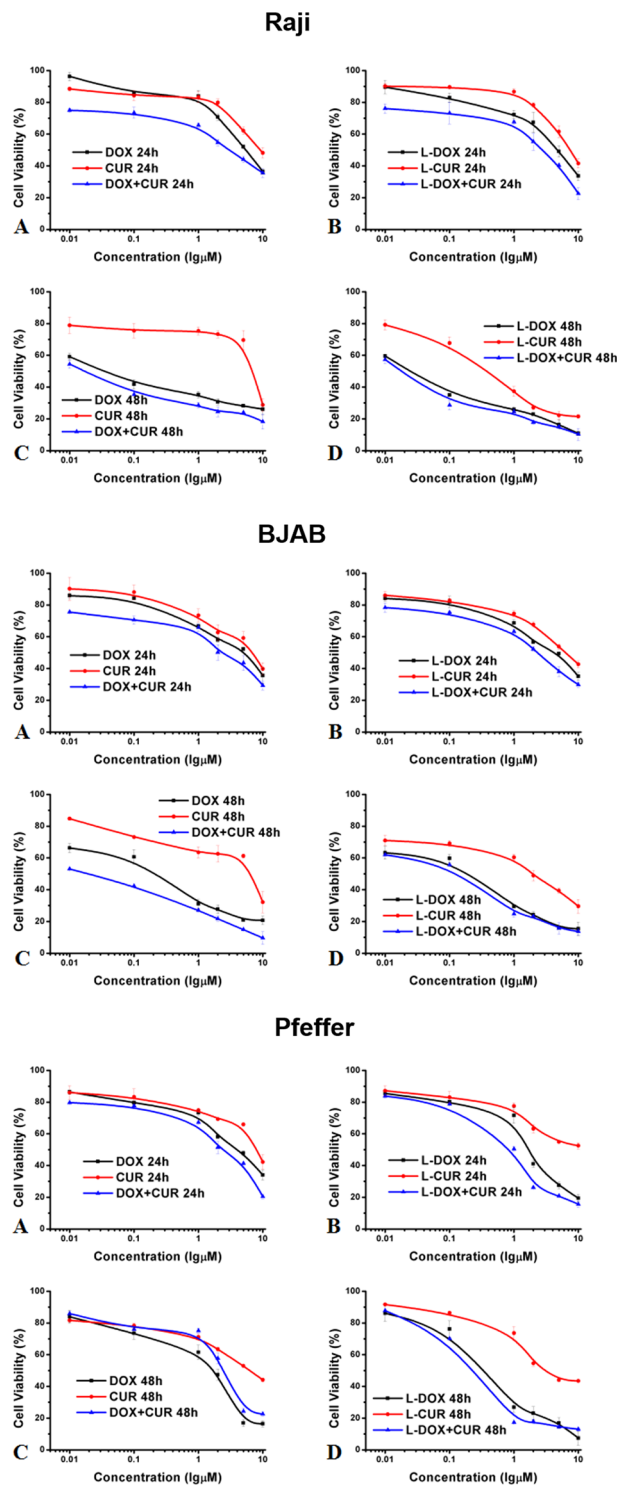 Raji
Cell Viability (%)
100
80
60
40
20
0
DOX 24h
CUR 24h
DOX+CUR 24h
0.01 0.1 1 10
A
Concentration (lgμM)
Cell Viability (%)
100
80
60
40
20
0
L-DOX 24h
L-CUR 24h
L-DOX+CUR 24h
0.01 0.1 1 10
B
Concentration (lgμM)
Cell Viability (%)
100
80
60
40
20
0
DOX 48h
CUR 48h
DOX+CUR 48h
0.01 0.1 1 10
C
Concentration (lgμM)
Cell Viability (%)
100
80
60
40
20
0
L-DOX 48h
L-CUR 48h
L-DOX+CUR 48h
0.01 0.1 1 10
D
Concentration (lgμM)
BJAB
Cell Viability (%)
100
80
60
40
20
0
DOX 24h
CUR 24h
DOX+CUR 24h
0.01 0.1 1 10
A
Concentration (lgμM)
Cell Viability (%)
100
80
60
40
20
0
L-DOX 24h
L-CUR 24h
L-DOX+CUR 24h
0.01 0.1 1 10
B
Concentration (lgμM)
Cell Viability (%)
100
80
60
40
20
0
DOX 48h
CUR 48h
DOX+CUR 48h
0.01 0.1 1 10
C
Concentration (lgμM)
Cell Viability (%)
100
80
60
40
20
0
L-DOX 48h
L-CUR 48h
L-DOX+CUR 48h
0.01 0.1 1 10
D
Concentration (lgμM)
Pfeffer
Cell Viability (%)
100
80
60
40
20
0
DOX 24h
CUR 24h
DOX+CUR 24h
0.01 0.1 1 10
A
Concentration (lgμM)
Cell Viability (%)
100
80
60
40
20
0
L-DOX 24h
L-CUR 24h
L-DOX+CUR 24h
0.01 0.1 1 10
B
Concentration (lgμM)
Cell Viability (%)
100
80
60
40
20
0
DOX 48h
CUR 48h
DOX+CUR 48h
0.01 0.1 1 10
C
Concentration (lgμM)
Cell Viability (%)
100
80
60
40
20
0
L-DOX 48h
L-CUR 48h
L-DOX+CUR 48h
0.01 0.1 1 10
D
Concentration (lgμM)